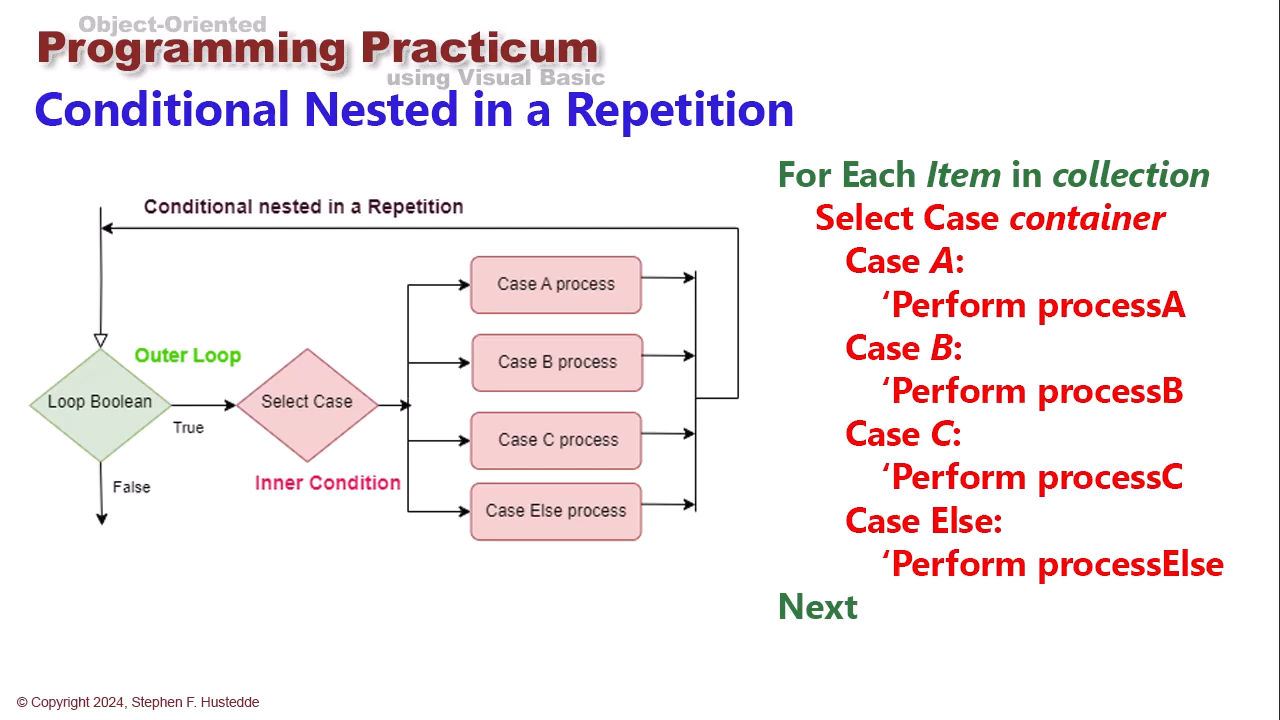 Object-Oriented
Programming Practicum
using Visual Basic
Conditional Nested in a Repetition
Conditional nested in a Repetition
Outer Loop
Loop Boolean
True
False
Select Case
Inner Condition
Case A process
Case B process
Case C process
Case Else process
For Each Item in collection
Select Case container
Case A:
‘Perform processA
Case B:
‘Perform processB
Case C:
‘Perform processC
Case Else:
‘Perform processElse
Next
© Copyright 2024, Stephen F. Hustedde